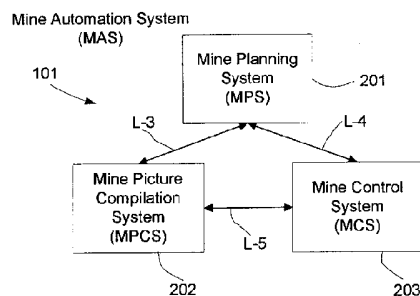 Mine Automation System
(MAS)
101
Mine Planning
System
(MPS)
201
L-3
L-4
Mine Picture
Compilation
System
(MPCS)
L-5
Mine Control
System
(MCS)
202
203